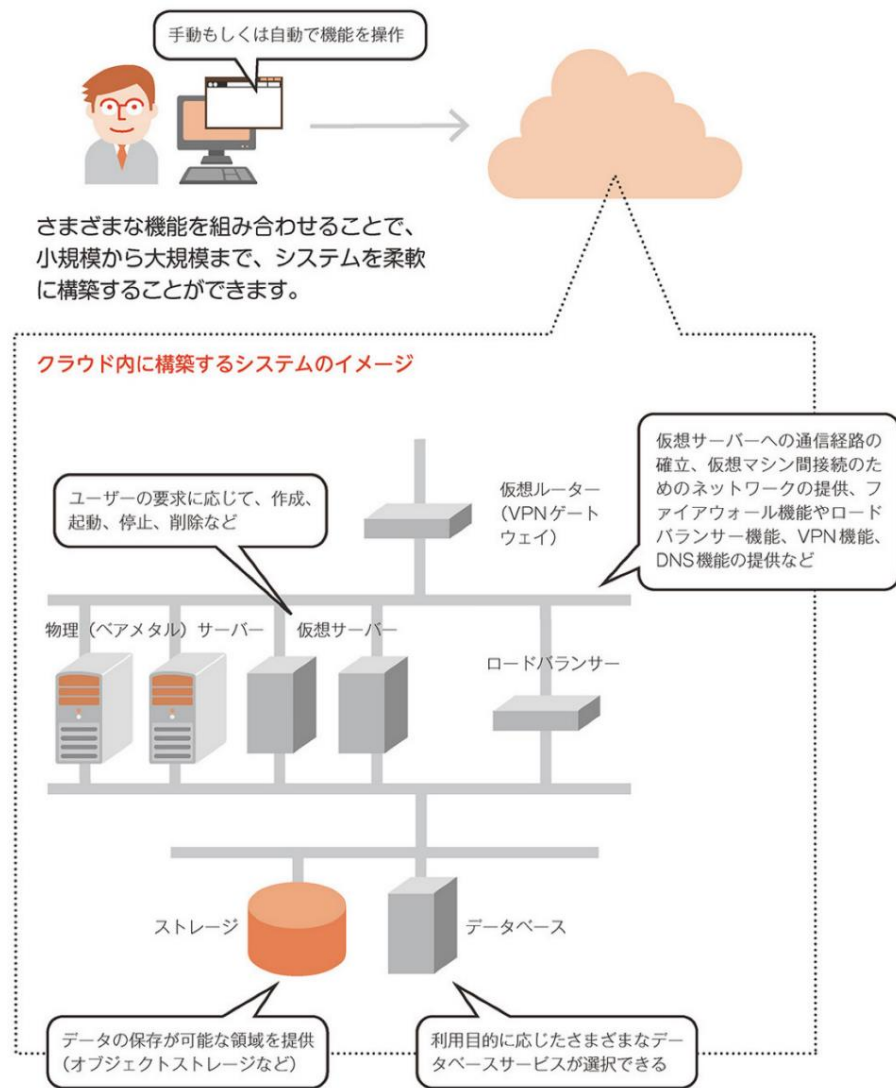 手動もしくは自動で機能を操作
さまざまな機能を組み合わせることで、
小規模から大規模まで、システムを柔軟
に構築することができます。
クラウド内に構築するシステムのイメージ
仮想サーバーへの通信経路の
確立、仮想マシン間接続のた
めのネットワークの提供、フ
ァイアウォール機能やロード
バランサー機能、VPN機能、
DNS機能の提供など
ユーザーの要求に応じて、作成、
起動、停止、削除など
仮想ルーター
（VPNゲート
ウェイ）
物理（ベアメタル）サーバー
仮想サーバー
ロードバランサー
ストレージ
データベース
データの保存が可能な領域を提供
（オブジェクトストレージなど）
利用目的に応じたさまざまなデー
タベースサービスが選択できる